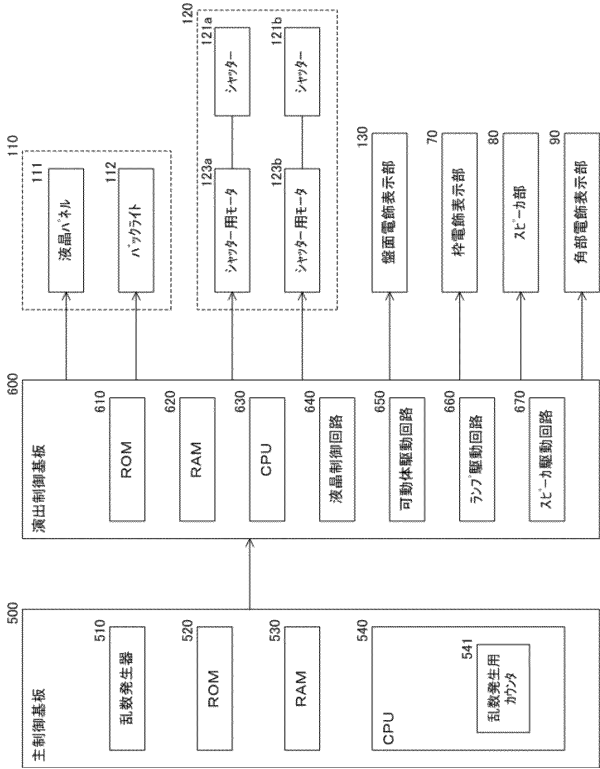 500
主制御基板
510
乱数発生器
520
ROM
530
RAM
540
CPU
541
乱数発生用
カウンタ
600
演出制御基板
610
ROM
620
RAM
630
CPU
640
液晶制御回路
650
可動体駆動回路
660
ランプ駆動回路
670
スピーカ駆動回路
110
111
液晶パネル
112
バックライト
120
123a
シャッター用モータ
121a
シャッター
123b
シャッター用モータ
121b
シャッター
130
盤面電飾表示部
70
枠電飾表示部
80
スピーカ部
90
角部電飾表示部